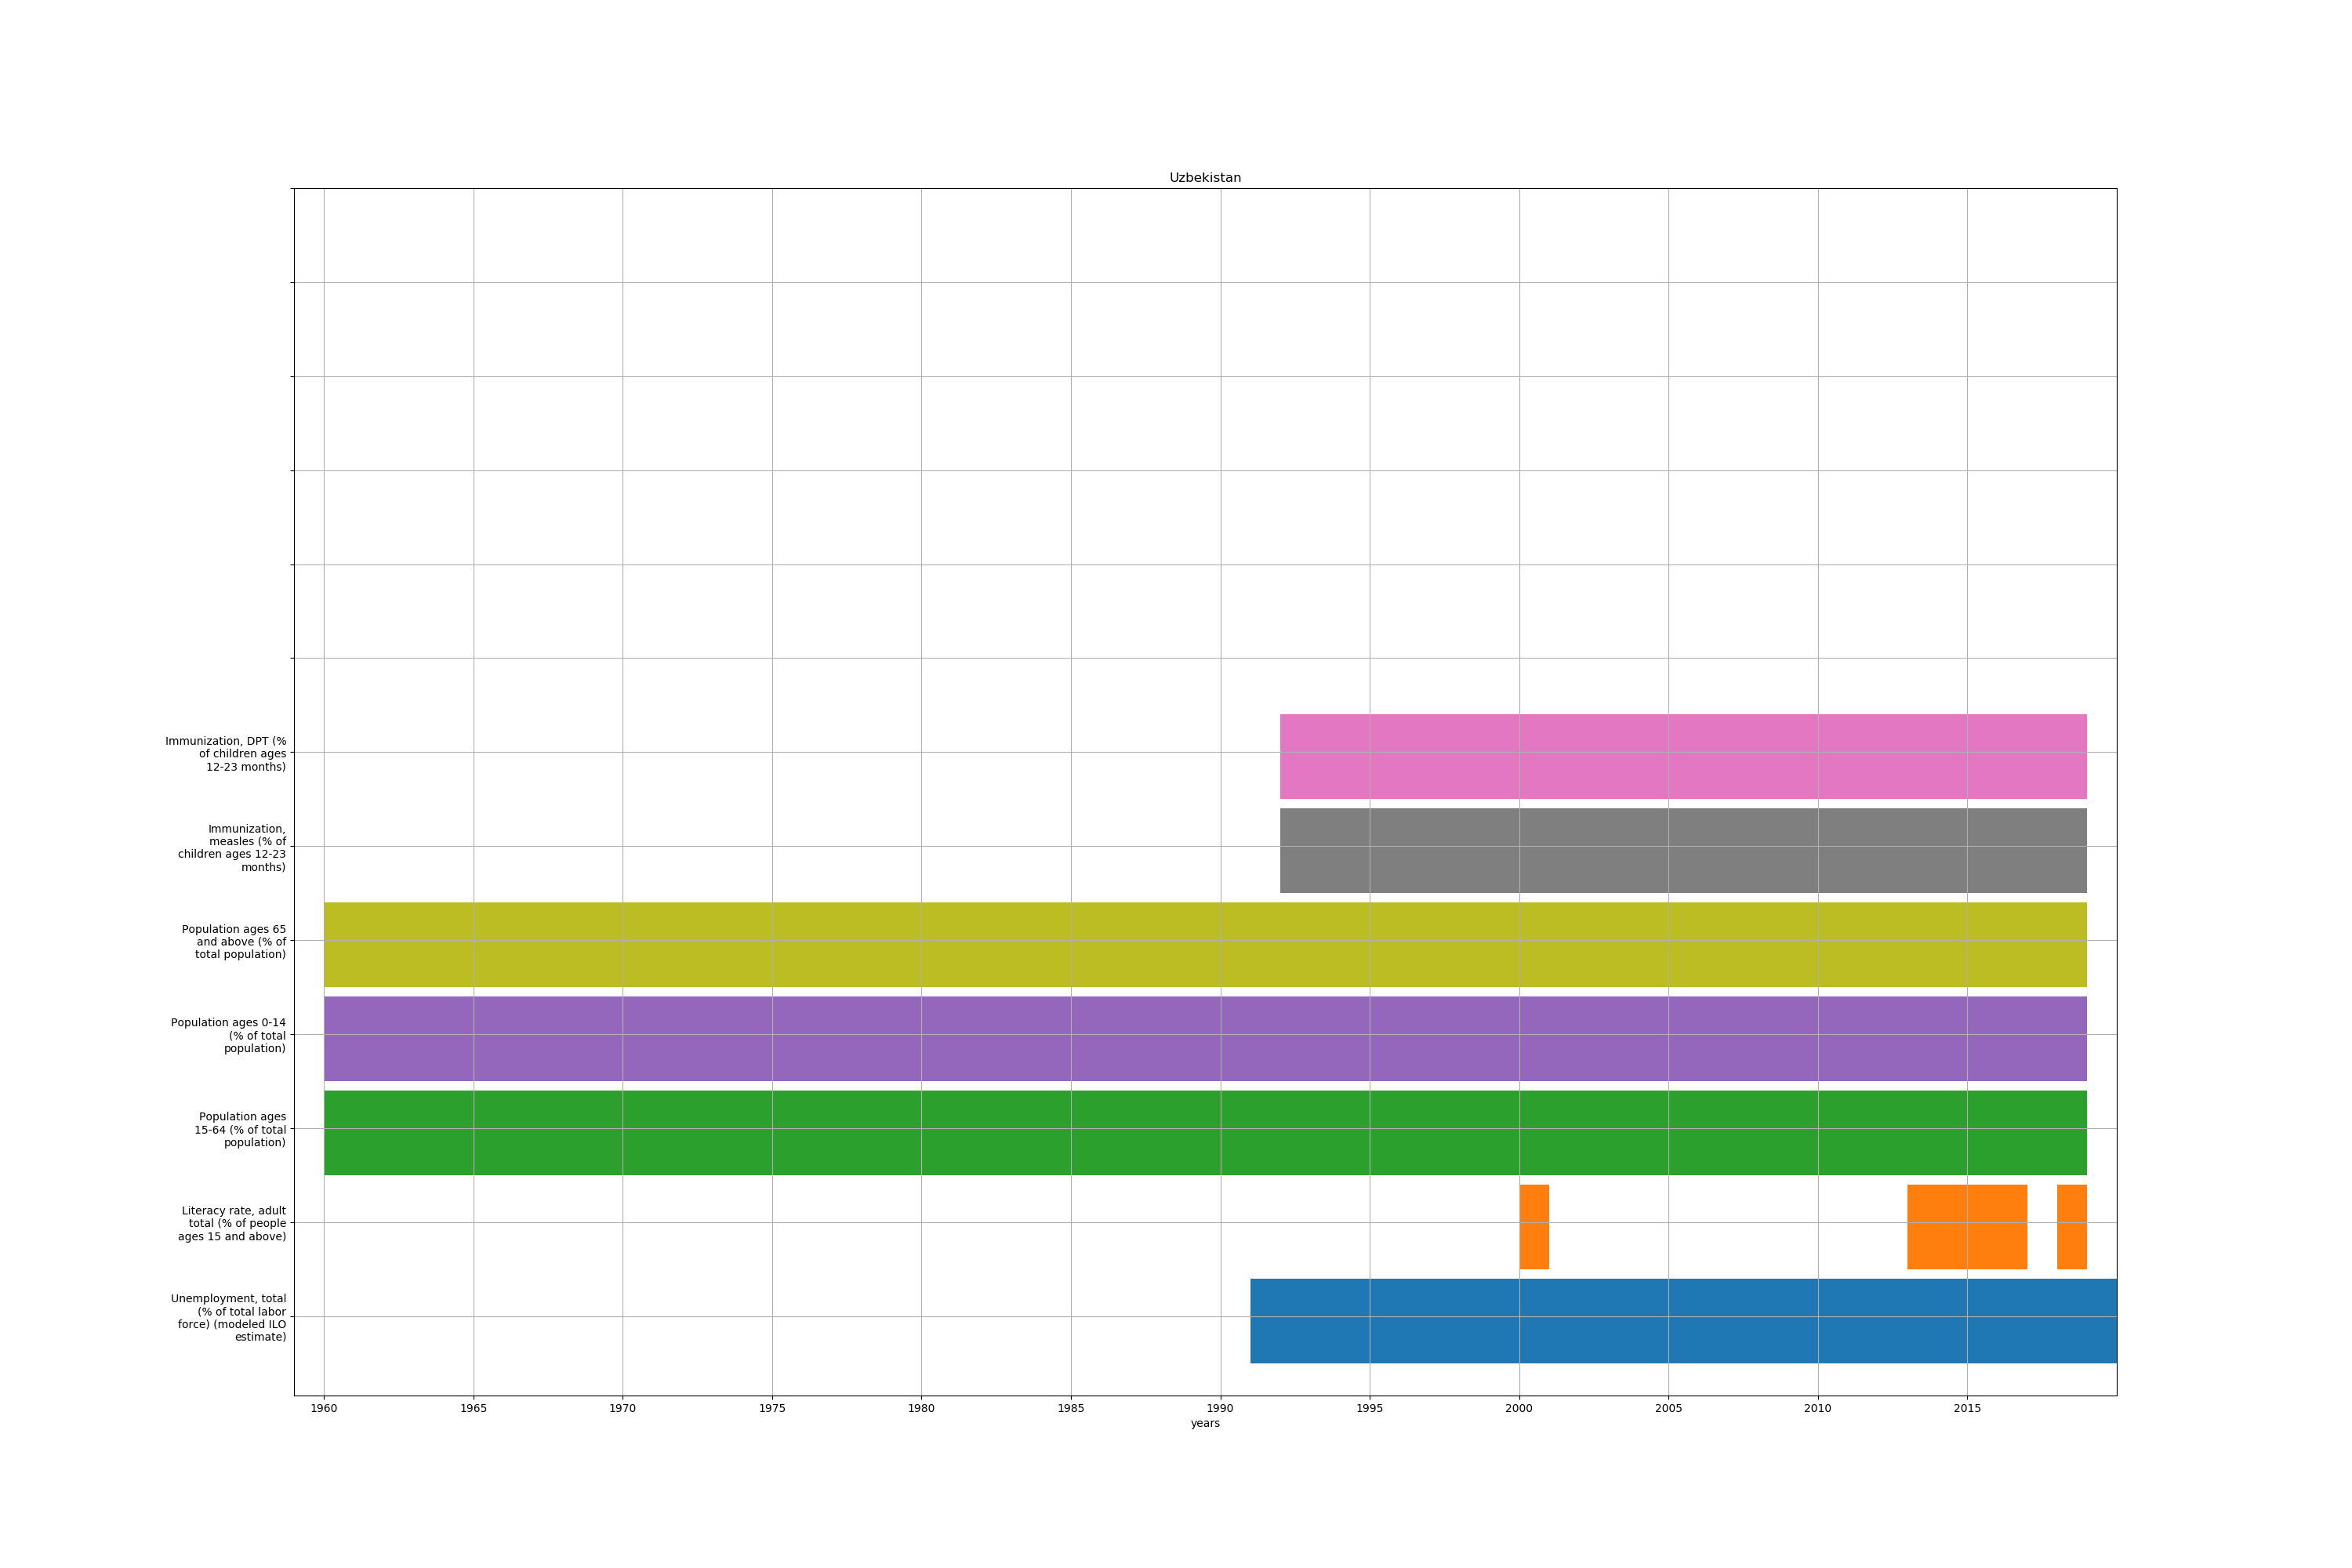 Uzbekistan
Immunization, DPT (%
of children ages
12-23 months)
Immunization,
measles (% of
children ages 12-23
months)
Population ages 65
and above (% of
total population)
Population ages 0-14
(% of total
population)
Population ages
15-64 (% of total
population)
Literacy rate, adult
total (% of people
ages 15 and above)
Unemployment, total
(% of total labor
force) (modeled ILO
estimate)
1960 1965 1970 1975 1980 1985 1990 1995 2000 2005 2010 2015
years